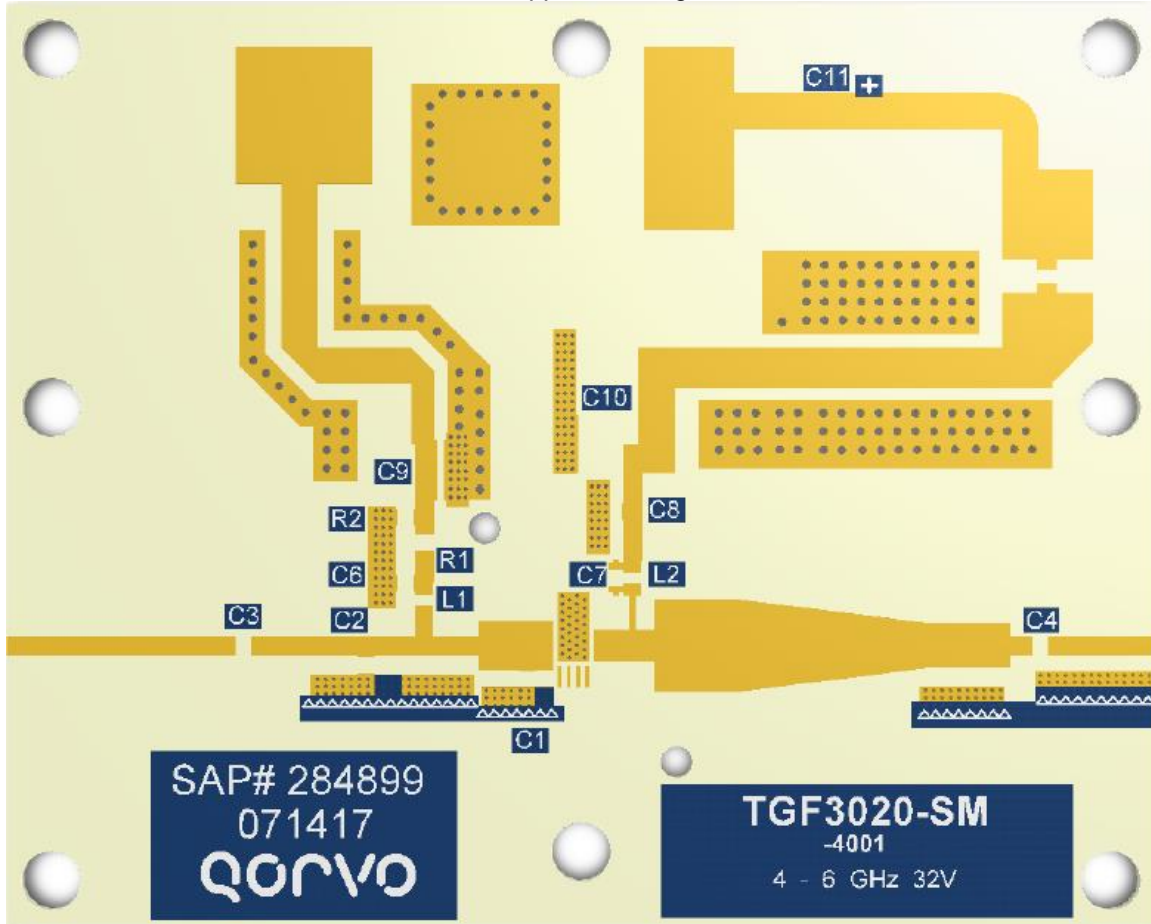 C11 +
C10
C9
R2
C8
R1
C6
C7
L2
L1
C3
C2
C4
C1
SAP# 284899
071417
QORVO
TGF3020-SM
-4001
4 - 6 GHz 32V